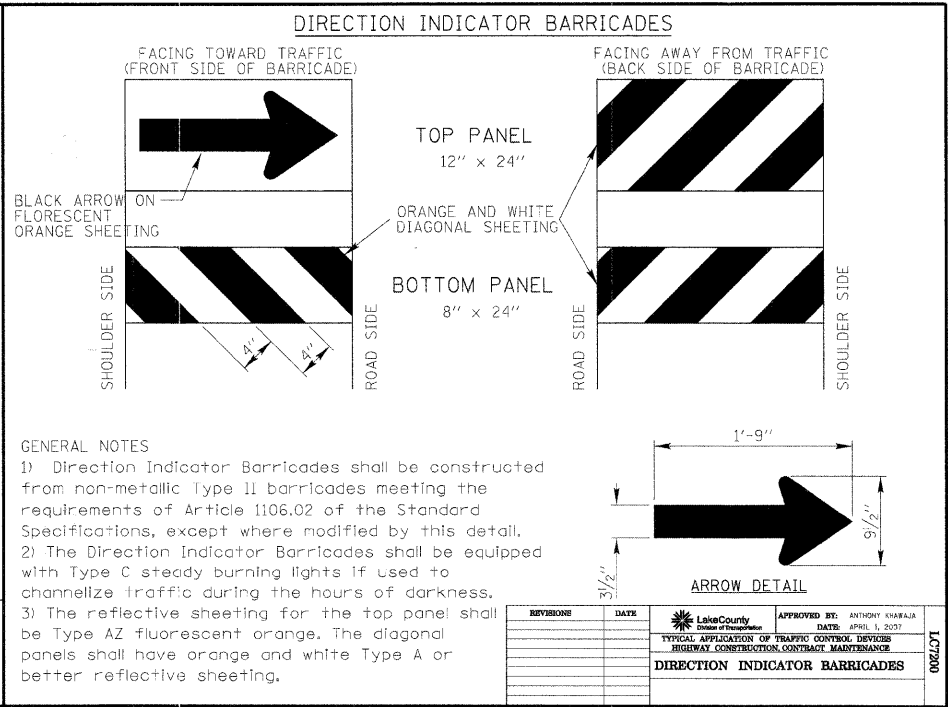 DIRECTION INDICATOR BARRICADES
FACING TOWARD TRAFFIC
(FRONT SIDE OF BARRICADE)
FACING AWAY FROM TRAFFIC
(BACK SIDE OF BARRICADE)
TOP PANEL
12" x 24"
BLACK ARROW ON
FLORESCENT
ORANGE SHEETING
ORANGE AND WHITE
DIAGONAL SHEETING
BOTTOM PANEL
8" x 24"
SHOULDER SIDE
ROAD SIDE
ROAD SIDE
SHOULDER SIDE
4"
4"
GENERAL NOTES
1) Direction Indicator Barricades shall be constructed
from non-metallic Type II barricades meeting the
requirements of Article 1106.02 of the Standard
Specifications, except where modified by this detail.
2) The Direction Indicator Barricades shall be equipped
with Type C steady burning lights if used to
channelize traffic during the hours of darkness.
3) The reflective sheeting for the top panel shall
be Type AZ fluorescent orange. The diagonal
panels shall have orange and white Type A or
better reflective sheeting.
1'-9"
3 1/2"
9 1/2"
ARROW DETAIL
REVISIONS
DATE
LakeCounty
Division of Transportation
APPROVED BY: ANTHONY KHAWAJA
DATE: APRIL 1, 2007
TYPICAL APPLICATION OF TRAFFIC CONTROL DEVICES
HIGHWAY CONSTRUCTION, CONTRACT MAINTENANCE
DIRECTION INDICATOR BARRICADES
LC7200